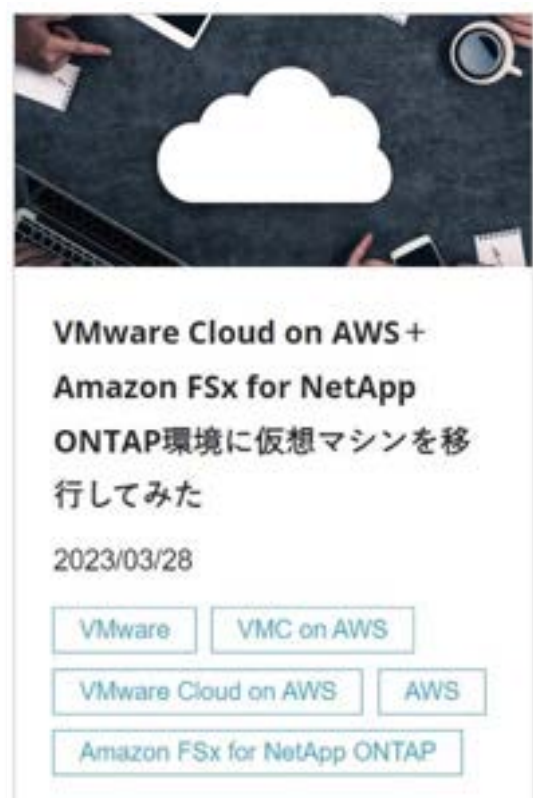 VMware Cloud on AWS＋
Amazon FSx for NetApp
ONTAP環境に仮想マシンを移
行してみた
2023/03/28
VMware
VMC on AWS
VMware Cloud on AWS
AWS
Amazon FSx for NetApp ONTAP